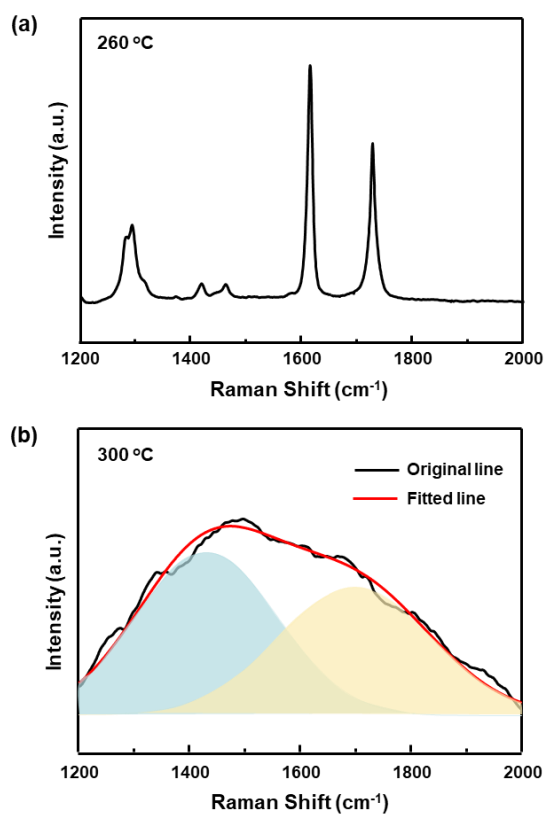 (a)
260 °C
Intensity (a.u.)
1200 1400 1600 1800 2000
Raman Shift (cm⁻¹)
(b)
300 °C
Original line
Fitted line
Intensity (a.u.)
1200 1400 1600 1800 2000
Raman Shift (cm⁻¹)